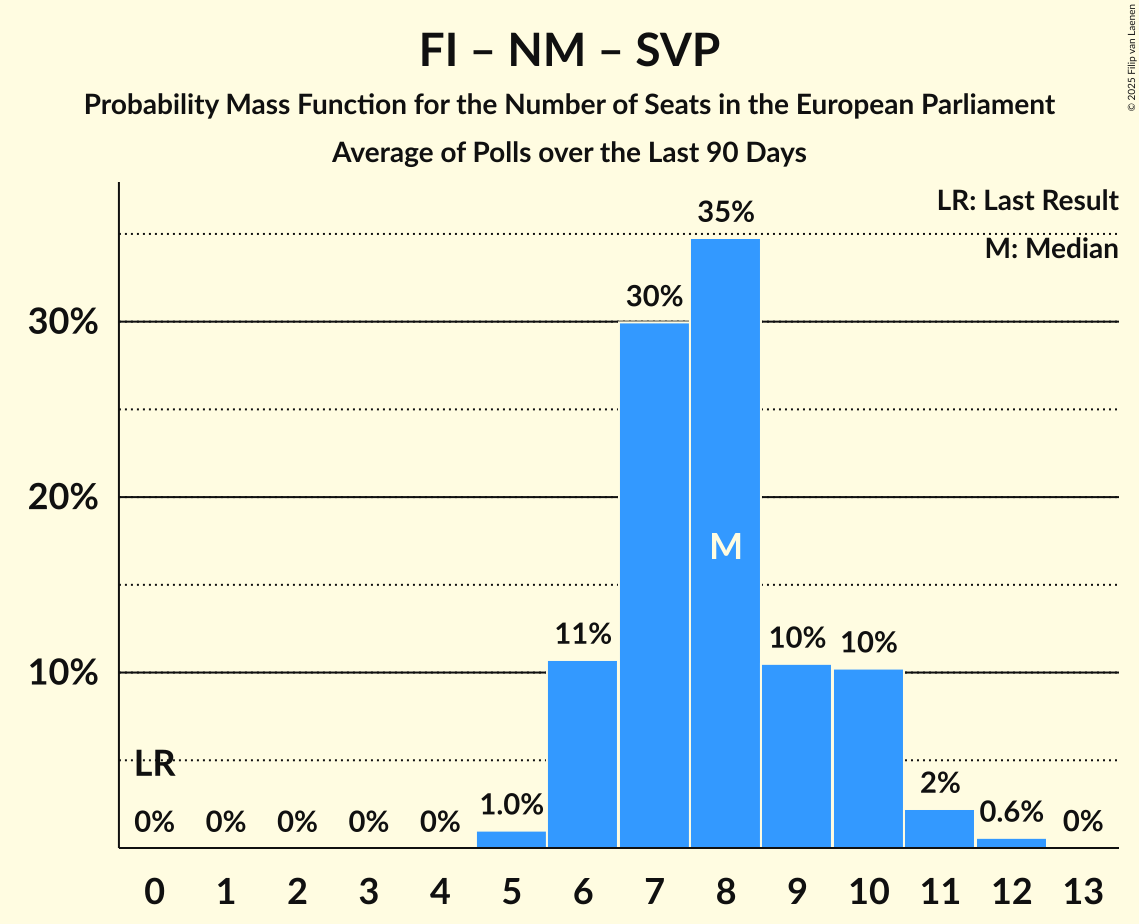 FI – NM – SVP
Probability Mass Function for the Number of Seats in the European Parliament
Average of Polls over the Last 90 Days
© 2025 Filip van Laenen
LR: Last Result
M: Median
35%
30%
30%
20%
M
11%
10%
10%
10%
LR
2%
1.0%
0.6%
0% 0% 0% 0% 0% 0%
0 1 2 3 4 5 6 7 8 9 10 11 12 13